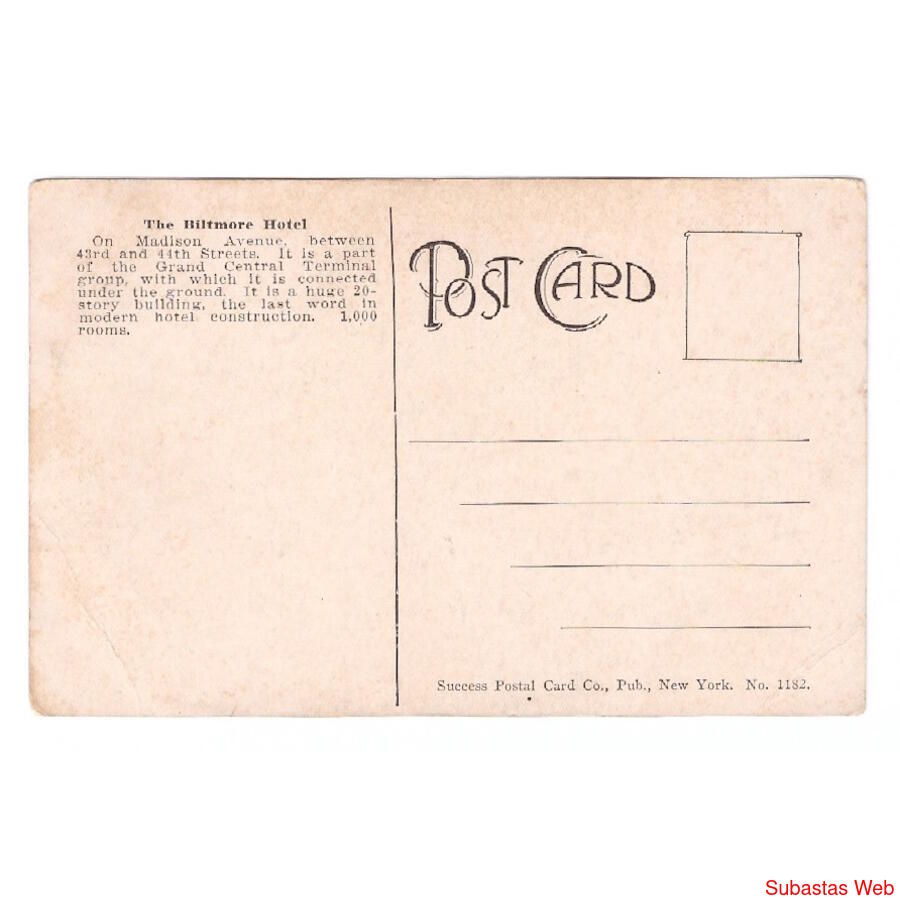 The Biltmore Hotel
On Madison Avenue, between
43rd and 44th Streets. It is a part
of the Grand Central Terminal
group, with which it is connected
under the ground. It is a huge 20-
story building, the last word in
modern hotel construction. 1,000
rooms.
POST CARD
Success Postal Card Co., Pub., New York. No. 1182.
Subastas Web